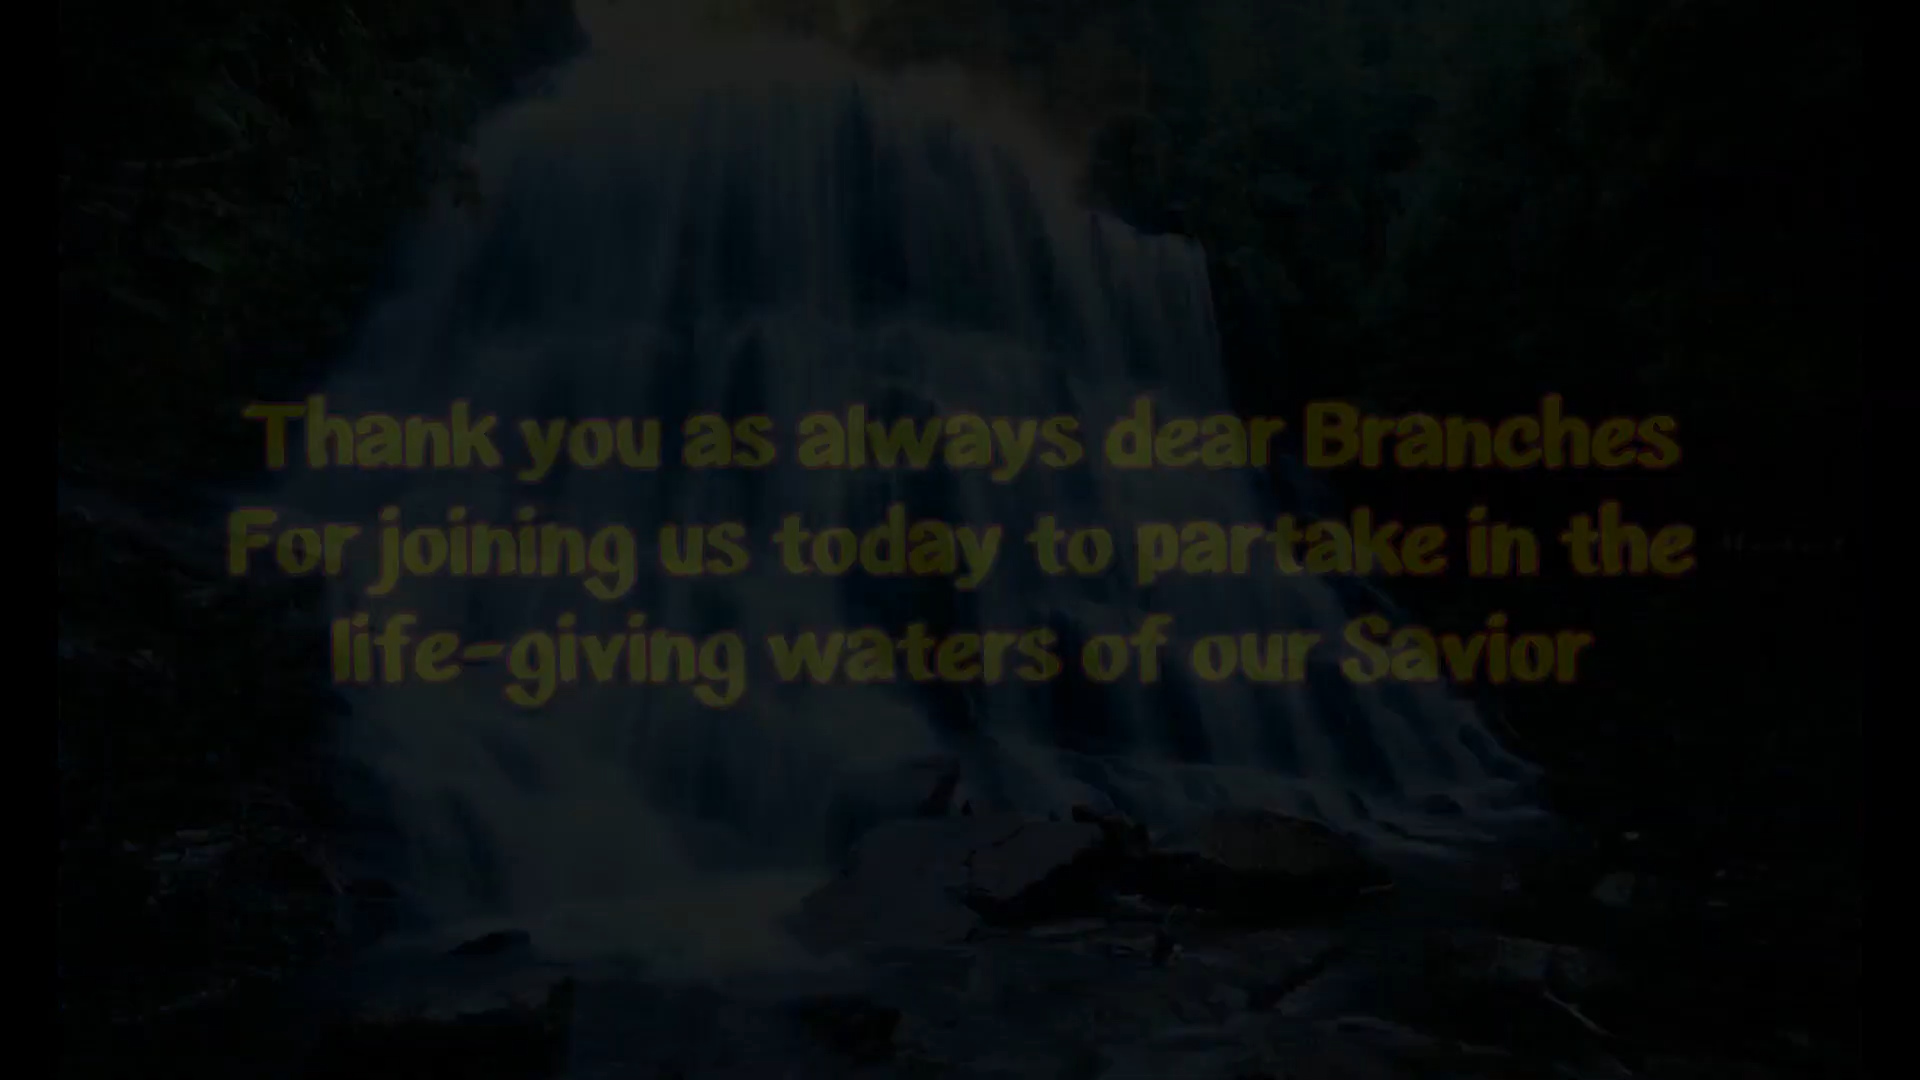 Thank you as always dear Branches
For joining us today to partake in the
life-giving waters of our Savior